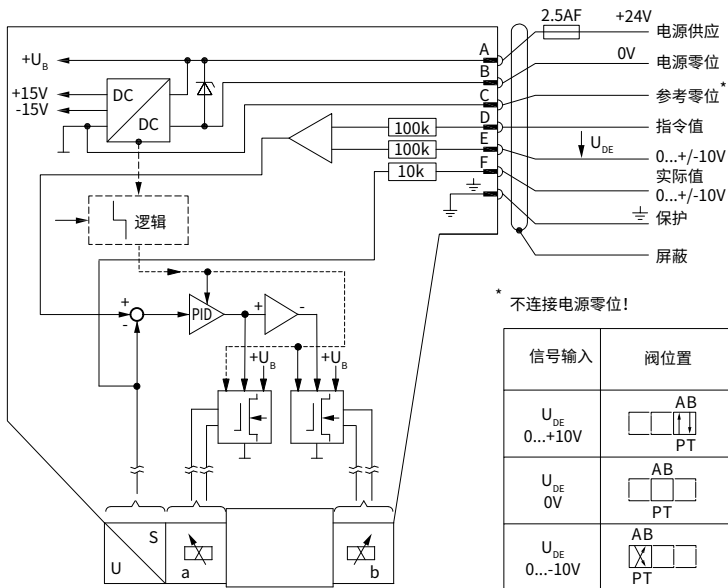 2.5AF
+24V
电源供应
A
+U_B
0V
电源零位
B
+15V
-15V
DC
DC
C
参考零位*
D
指令值
100k
U_DE
E
100k
0...+/-10V
F
10k
实际值
0...+/-10V
保护
逻辑
屏蔽
* 不连接电源零位!
+
-
PID
+
-
+U_B
+U_B
信号输入
阀位置
U_DE
0...+10V
AB
PT
U_DE
0V
AB
PT
U_DE
0...-10V
AB
PT
S
U
a
b